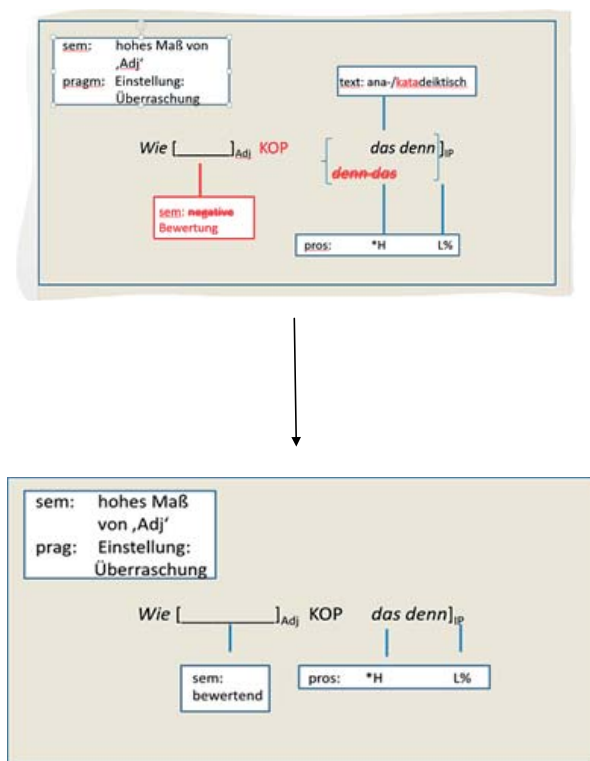 sem: hohes Maß von
‚Adj‘
pragm: Einstellung:
Überraschung
text: ana-/katadeiktisch
Wie [________]Adj KOP das denn ]IP
denn das
sem: negative
Bewertung
pros: *H L%
sem: hohes Maß
von ‚Adj‘
prag: Einstellung:
Überraschung
Wie [____________]Adj KOP das denn]IP
sem:
bewertend
pros: *H L%